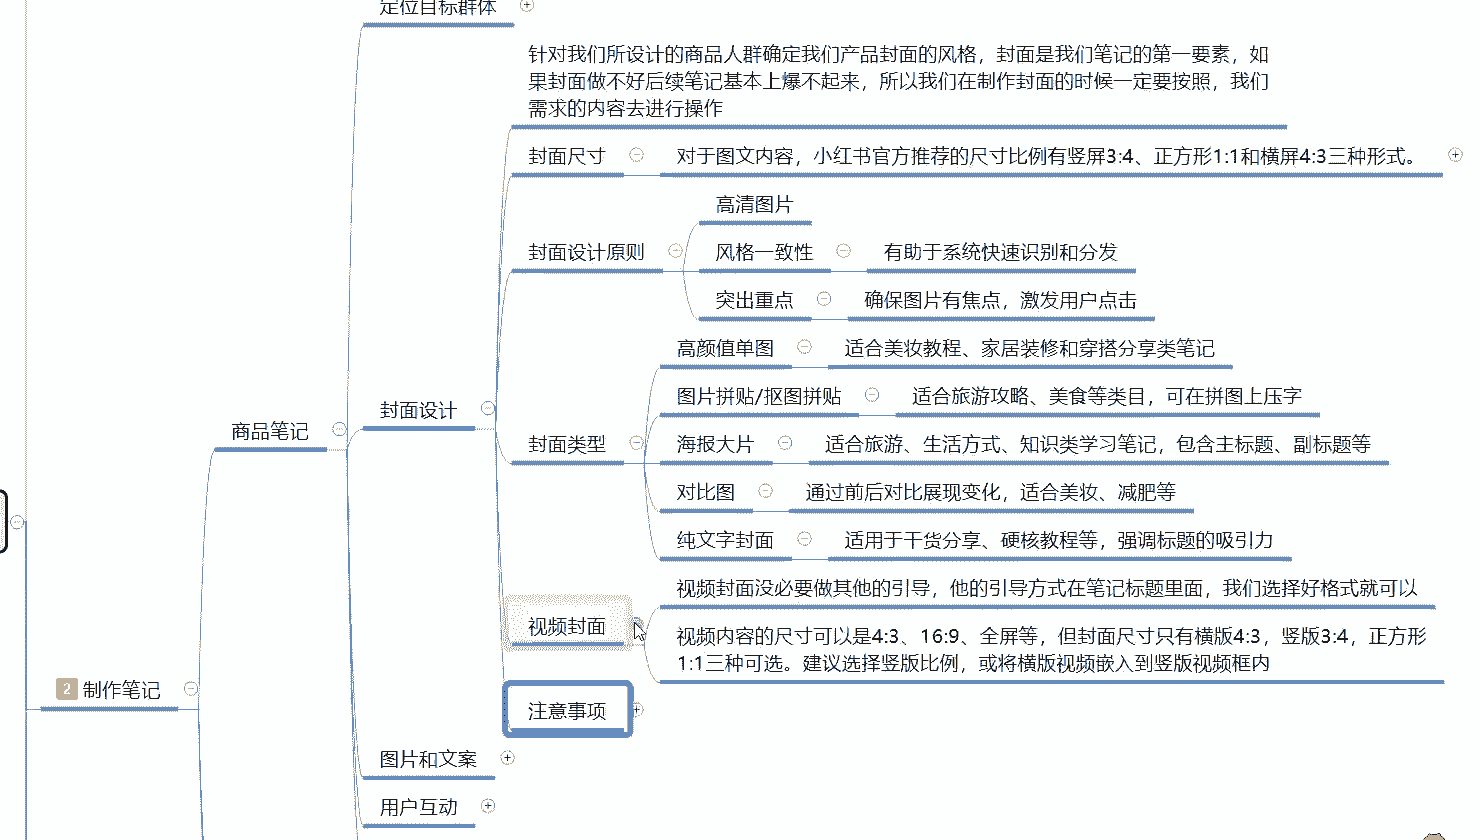 定位目标群体
针对我们所设计的商品人群确定我们产品封面的风格，封面是我们笔记的第一要素，如
果封面做不好后续笔记基本上爆不起来，所以我们在制作封面的时候一定要按照，我们
需求的内容去进行操作
封面尺寸
对于图文内容，小红书官方推荐的尺寸比例有竖屏3:4、正方形1:1和横屏4:3三种形式。
高清图片
封面设计原则
风格一致性
有助于系统快速识别和分发
突出重点
确保图片有焦点，激发用户点击
高颜值单图
适合美妆教程、家居装修和穿搭分享类笔记
图片拼贴/抠图拼贴
适合旅游攻略、美食等类目，可在拼图上压字
封面设计
商品笔记
封面类型
海报大片
适合旅游、生活方式、知识类学习笔记，包含主标题、副标题等
对比图
通过前后对比展现变化，适合美妆、减肥等
纯文字封面
适用于干货分享、硬核教程等，强调标题的吸引力
视频封面没必要做其他的引导，他的引导方式在笔记标题里面，我们选择好格式就可以
视频封面
视频内容的尺寸可以是4:3、16:9、全屏等，但封面尺寸只有横版4:3，竖版3:4，正方形
1:1三种可选。建议选择竖版比例，或将横版视频嵌入到竖版视频框内
2 制作笔记
注意事项
图片和文案
用户互动